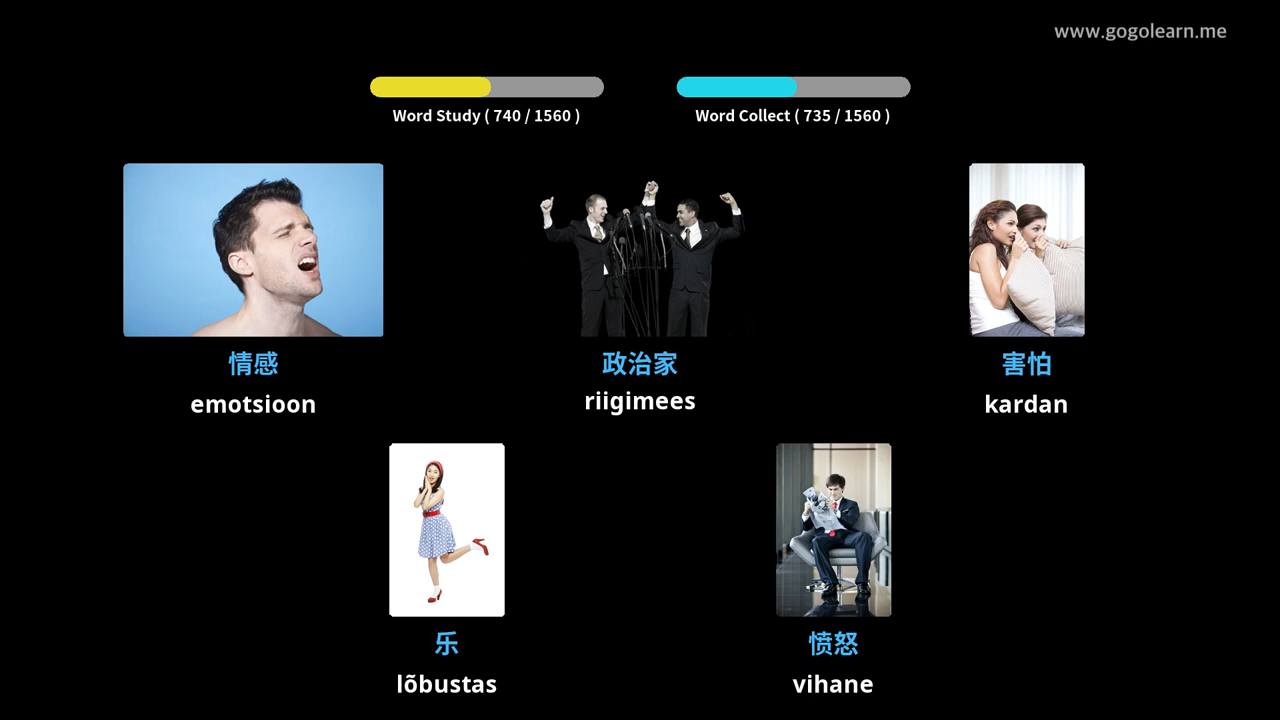 www.gogolearn.me
Word Study ( 740 / 1560 )
Word Collect ( 735 / 1560 )
情感
emotsioon
政治家
riigimees
害怕
kardan
乐
lõbustas
愤怒
vihane